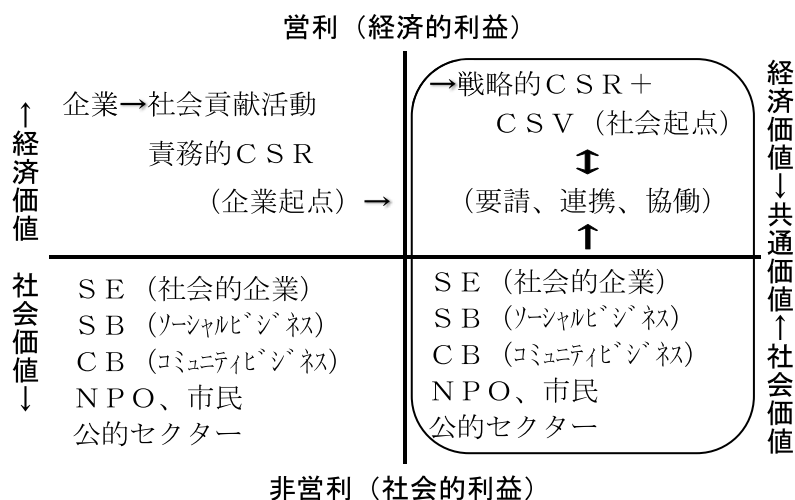 営利（経済的利益）
↑経済価値
社会価値↓
企業→社会貢献活動
責務的ＣＳＲ
（企業起点）→
→戦略的ＣＳＲ＋
ＣＳＶ（社会起点）
↕
（要請、連携、協働）
↑
ＳＥ（社会的企業）
ＳＢ（ｿｰｼｬﾙﾋﾞｼﾞﾈｽ）
ＣＢ（ｺﾐｭﾆﾃｨﾋﾞｼﾞﾈｽ）
ＮＰＯ、市民
公的セクター
ＳＥ（社会的企業）
ＳＢ（ｿｰｼｬﾙﾋﾞｼﾞﾈｽ）
ＣＢ（ｺﾐｭﾆﾃｨﾋﾞｼﾞﾈｽ）
ＮＰＯ、市民
公的セクター
経済価値↓共通価値↑社会価値
非営利（社会的利益）